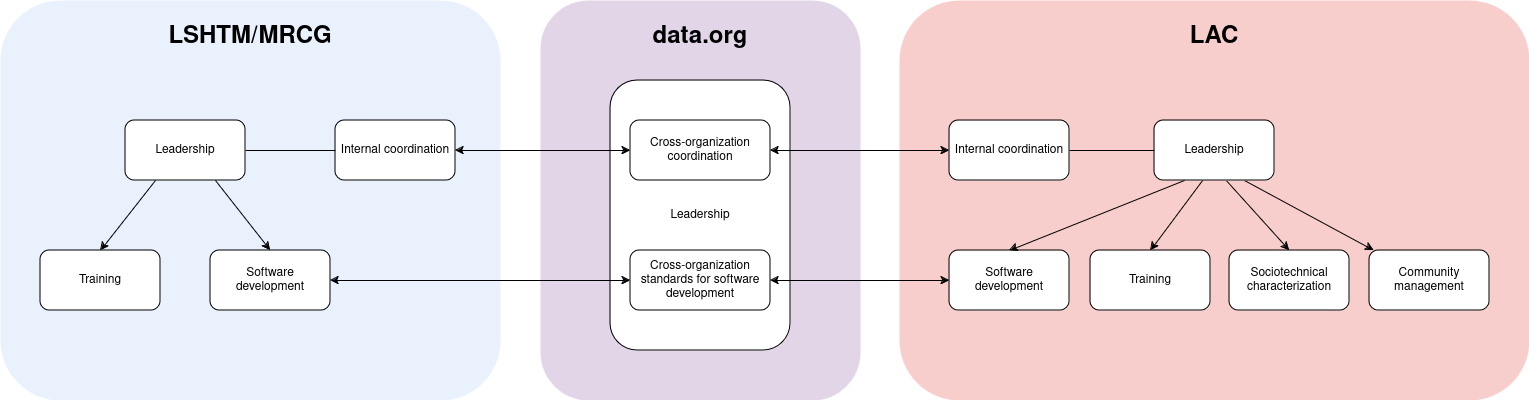 LSHTM/MRCG
Leadership
Internal coordination
Training
Software
development
data.org
Cross-organization
coordination
Leadership
Cross-organization
standards for software
development
LAC
Internal coordination
Leadership
Software
development
Training
Sociotechnical
characterization
Community
management